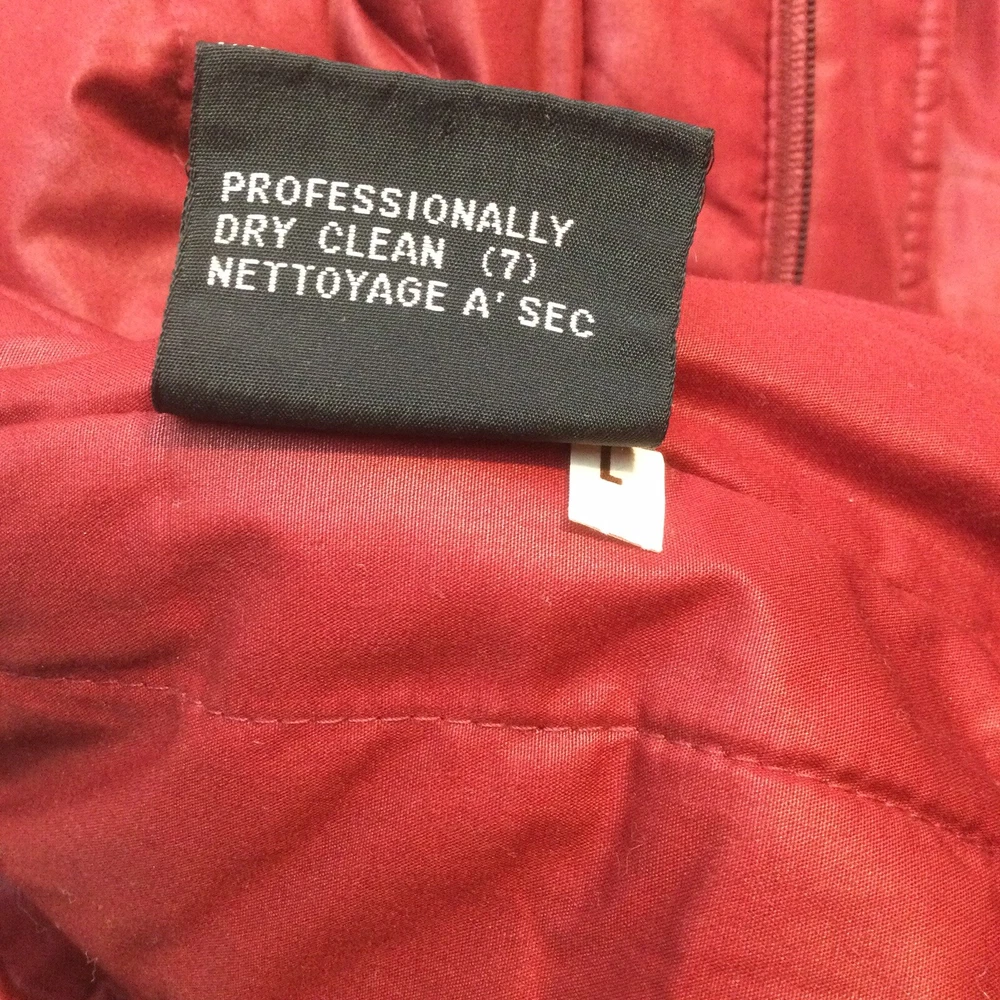 PROFESSIONALLY
DRY CLEAN (7)
NETTOYAGE A' SEC
L